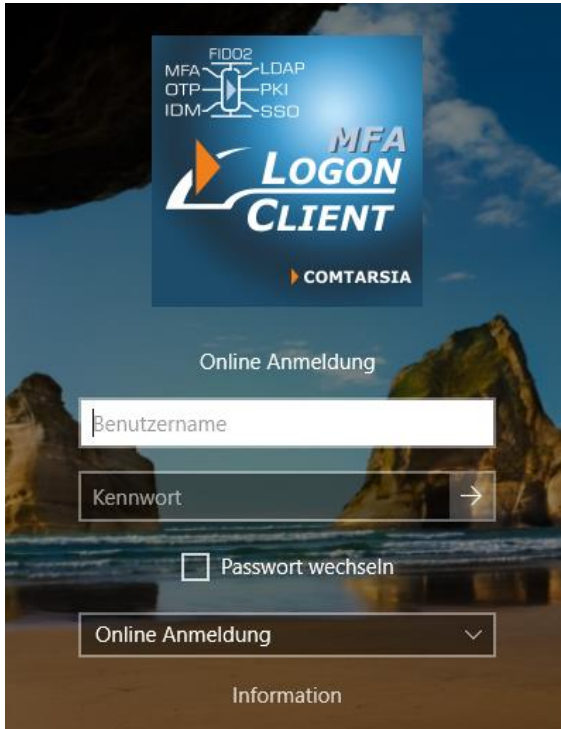 FIDO2
MFA LDAP
OTP PKI
IDM SSO
MFA
LOGON
CLIENT
COMTARSIA
Online Anmeldung
Benutzername
Kennwort
Passwort wechseln
Online Anmeldung
Information